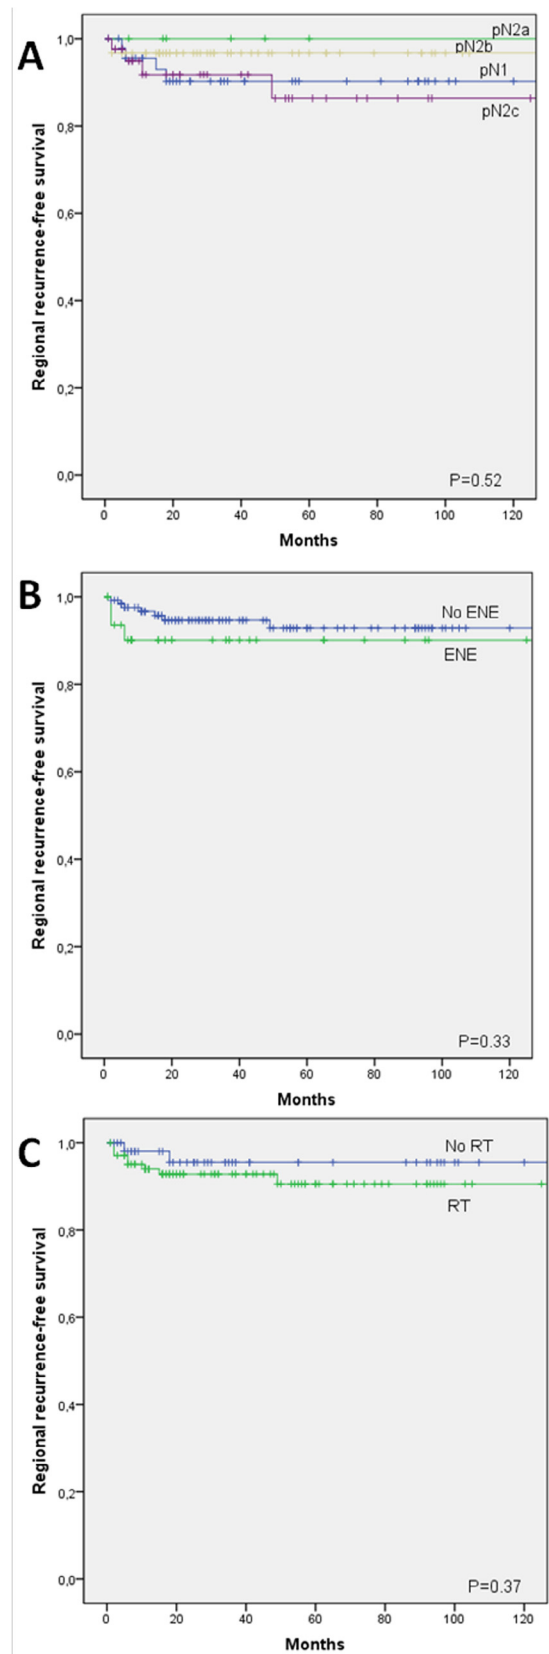 A
pN2a
pN2b
pN1
pN2c
Regional recurrence-free survival
1,0
0,8
0,6
0,4
0,2
0,0
P=0.52
0 20 40 60 80 100 120
Months
B
No ENE
ENE
Regional recurrence-free survival
1,0
0,8
0,6
0,4
0,2
0,0
P=0.33
0 20 40 60 80 100 120
Months
C
No RT
RT
Regional recurrence-free survival
1,0
0,8
0,6
0,4
0,2
0,0
P=0.37
0 20 40 60 80 100 120
Months